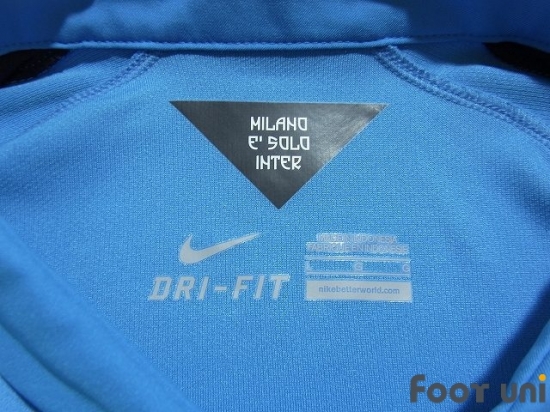 MILANO
E' SOLO
INTER
DRI-FIT
L G G
nikebetterworld.com
Foot uni